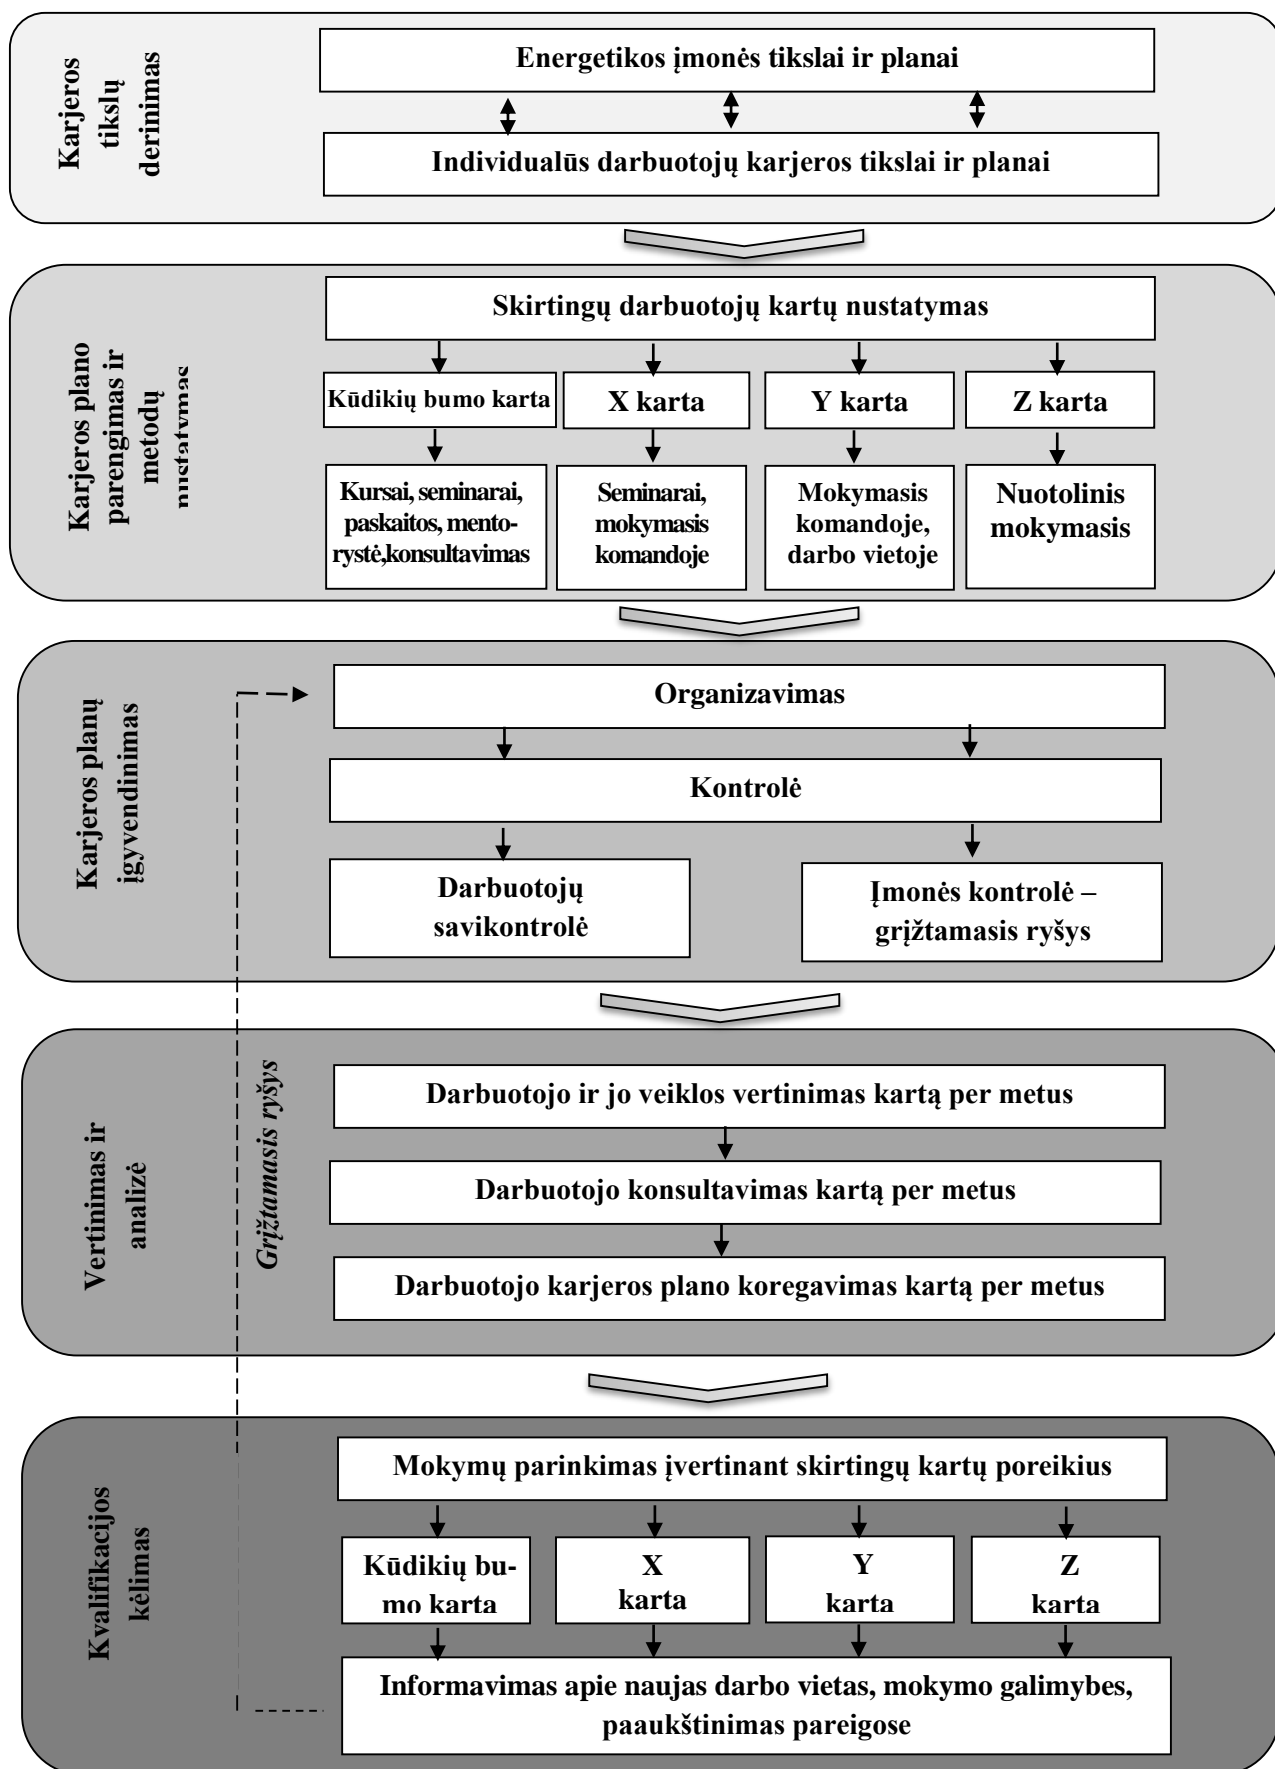 Karjeros
tikslų
derinimas
Energetikos įmonės tikslai ir planai
Individualūs darbuotojų karjeros tikslai ir planai
Karjeros plano
parengimas ir
metodų
nustatymas
Skirtingų darbuotojų kartų nustatymas
Kūdikių bumo karta
X karta
Y karta
Z karta
Kursai, seminarai,
paskaitos, mento-
rystė,konsultavimas
Seminarai,
mokymasis
komandoje
Mokymasis
komandoje,
darbo vietoje
Nuotolinis
mokymasis
Karjeros planų
įgyvendinimas
Organizavimas
Kontrolė
Darbuotojų
savikontrolė
Įmonės kontrolė –
grįžtamasis ryšys
Vertinimas ir
analizė
Grįžtamasis ryšys
Darbuotojo ir jo veiklos vertinimas kartą per metus
Darbuotojo konsultavimas kartą per metus
Darbuotojo karjeros plano koregavimas kartą per metus
Kvalifikacijos
kėlimas
Mokymų parinkimas įvertinant skirtingų kartų poreikius
Kūdikių bu-
mo karta
X
karta
Y
karta
Z
karta
Informavimas apie naujas darbo vietas, mokymo galimybes,
paaukštinimas pareigose